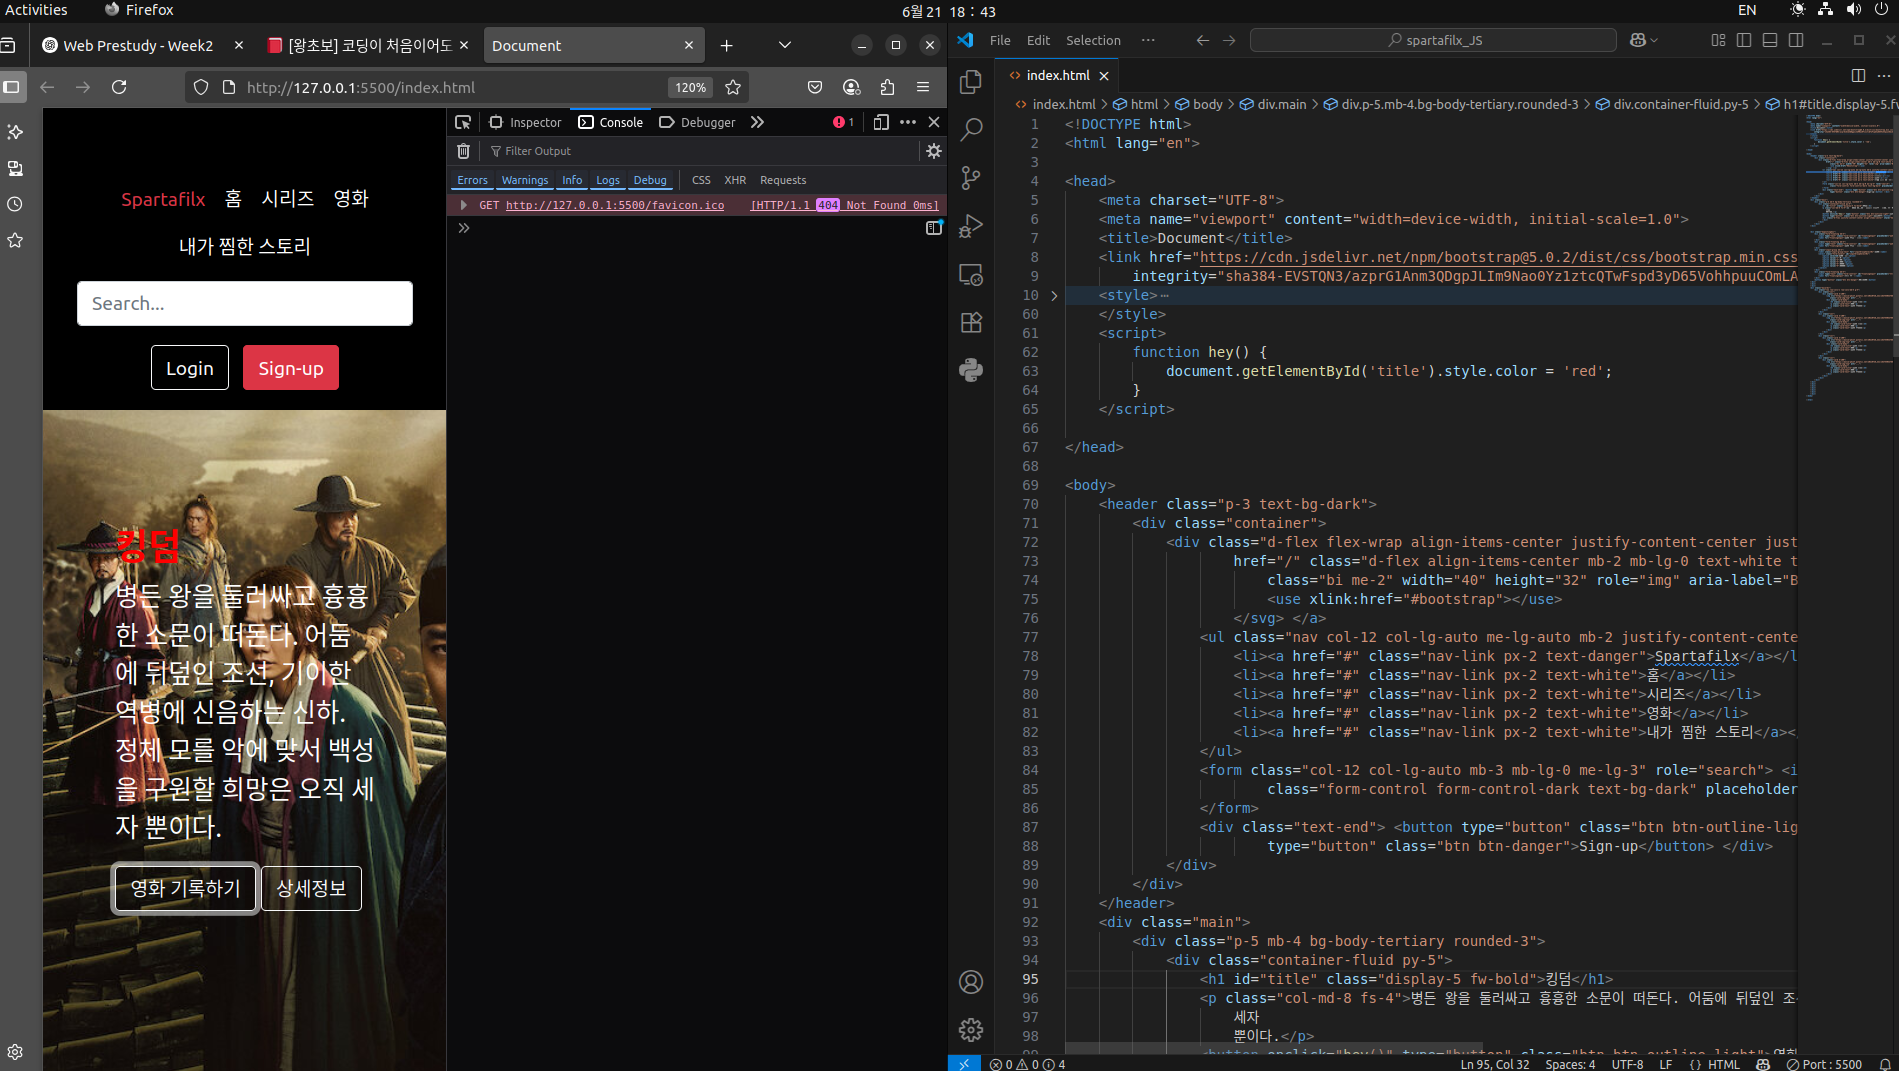 Activities
Firefox
6월 21 18 : 43
EN
Web Prestudy - Week2
[왕초보] 코딩이 처음이어도
Document
http://127.0.0.1:5500/index.html
120%
Spartafilx 홈 시리즈 영화
내가 찜한 스토리
Search...
Login
Sign-up
킹덤
병든 왕을 둘러싸고 흉흉
한 소문이 떠돈다. 어둠
에 뒤덮인 조선, 기이한
역병에 신음하는 신하.
정체 모를 악에 맞서 백성
을 구원할 희망은 오직 세
자 뿐이다.
영화 기록하기
상세정보
Inspector
Console
Debugger
1
Filter Output
Errors Warnings Info Logs Debug CSS XHR Requests
GET http://127.0.0.1:5500/favicon.ico [HTTP/1.1 404 Not Found 0ms]
File Edit Selection ···
spartafilx_JS
index.html
index.html > html > body > div.main > div.p-5.mb-4.bg-body-tertiary.rounded-3 > div.container-fluid.py-5 > h1#title.display-5.fw
1 <!DOCTYPE html>
2 <html lang="en">
3
4 <head>
5 <meta charset="UTF-8">
6 <meta name="viewport" content="width=device-width, initial-scale=1.0">
7 <title>Document</title>
8 <link href="https://cdn.jsdelivr.net/npm/bootstrap@5.0.2/dist/css/bootstrap.min.css
9 integrity="sha384-EVSTQN3/azprG1Anm3QDgpJLIm9Nao0Yz1ztcQTwFspd3yD65VohhpuuCOmLA
10 <style>···
60 </style>
61 <script>
62 function hey() {
63 document.getElementById('title').style.color = 'red';
64 }
65 </script>
66
67 </head>
68
69 <body>
70 <header class="p-3 text-bg-dark">
71 <div class="container">
72 <div class="d-flex flex-wrap align-items-center justify-content-center just
73 href="/" class="d-flex align-items-center mb-2 mb-lg-0 text-white t
74 class="bi me-2" width="40" height="32" role="img" aria-label="B
75 <use xlink:href="#bootstrap"></use>
76 </svg> </a>
77 <ul class="nav col-12 col-lg-auto me-lg-auto mb-2 justify-content-cente
78 <li><a href="#" class="nav-link px-2 text-danger">Spartafilx</a></l
79 <li><a href="#" class="nav-link px-2 text-white">홈</a></li>
80 <li><a href="#" class="nav-link px-2 text-white">시리즈</a></li>
81 <li><a href="#" class="nav-link px-2 text-white">영화</a></li>
82 <li><a href="#" class="nav-link px-2 text-white">내가 찜한 스토리</a></
83 </ul>
84 <form class="col-12 col-lg-auto mb-3 mb-lg-0 me-lg-3" role="search"> <i
85 class="form-control form-control-dark text-bg-dark" placeholder
86 </form>
87 <div class="text-end"> <button type="button" class="btn btn-outline-lig
88 type="button" class="btn btn-danger">Sign-up</button> </div>
89 </div>
90 </div>
91 </header>
92 <div class="main">
93 <div class="p-5 mb-4 bg-body-tertiary rounded-3">
94 <div class="container-fluid py-5">
95 <h1 id="title" class="display-5 fw-bold">킹덤</h1>
96 <p class="col-md-8 fs-4">병든 왕을 둘러싸고 흉흉한 소문이 떠돈다. 어둠에 뒤덮인 조
97 세자
98 뿐이다.</p>
99 <button onclick="hey()" type="button" class="btn btn-outline-light">영화
0 0 4
Ln 95, Col 32 Spaces: 4 UTF-8 LF {} HTML Port : 5500